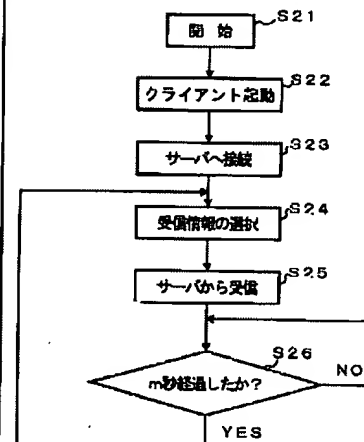 S21
開始
S22
クライアント起動
S23
サーバへ接続
S24
受信情報の選択
S25
サーバから受信
S26
m秒経過したか?
NO
YES